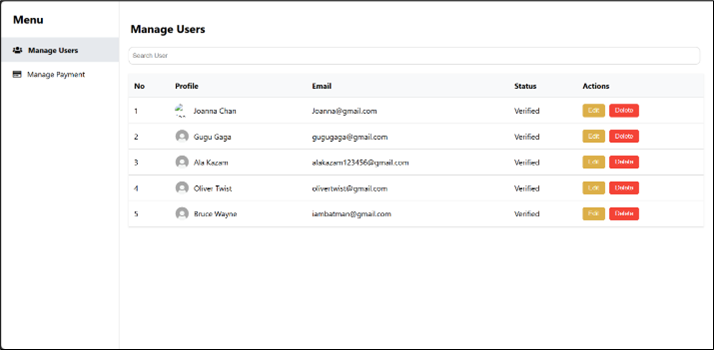 Menu
Manage Users
Manage Payment
Manage Users
Search User
No Profile Email Status Actions
1 Joanna Chan Joanna@gmail.com Verified Edit Delete
2 Gugu Gaga gugugaga@gmail.com Verified Edit Delete
3 Ala Kazam alakazam123456@gmail.com Verified Edit Delete
4 Oliver Twist olivertwist@gmail.com Verified Edit Delete
5 Bruce Wayne iambatman@gmail.com Verified Edit Delete